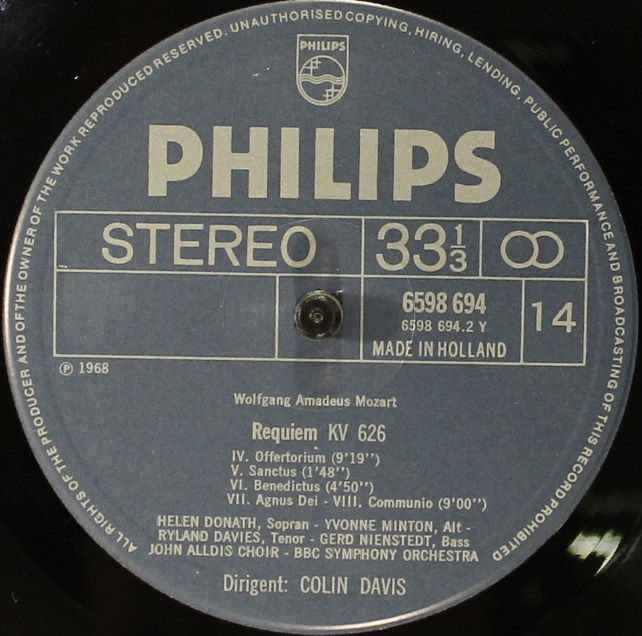 ALL RIGHTS OF THE PRODUCER AND OF THE OWNER OF THE WORK REPRODUCED RESERVED. UNAUTHORISED COPYING, HIRING, LENDING, PUBLIC PERFORMANCE AND BROADCASTING OF THIS RECORD PROHIBITED
PHILIPS
PHILIPS
STEREO 33 1/3
6598 694
6598 694.2 Y
14
MADE IN HOLLAND
Ⓟ 1968
Wolfgang Amadeus Mozart
Requiem KV 626
IV. Offertorium (9'19'')
V. Sanctus (1'48'')
VI. Benedictus (4'50'')
VII. Agnus Dei - VIII. Communio (9'00'')
HELEN DONATH, Sopran - YVONNE MINTON, Alt -
RYLAND DAVIES, Tenor - GERD NIENSTEDT, Bass
JOHN ALLDIS CHOIR - BBC SYMPHONY ORCHESTRA
Dirigent: COLIN DAVIS